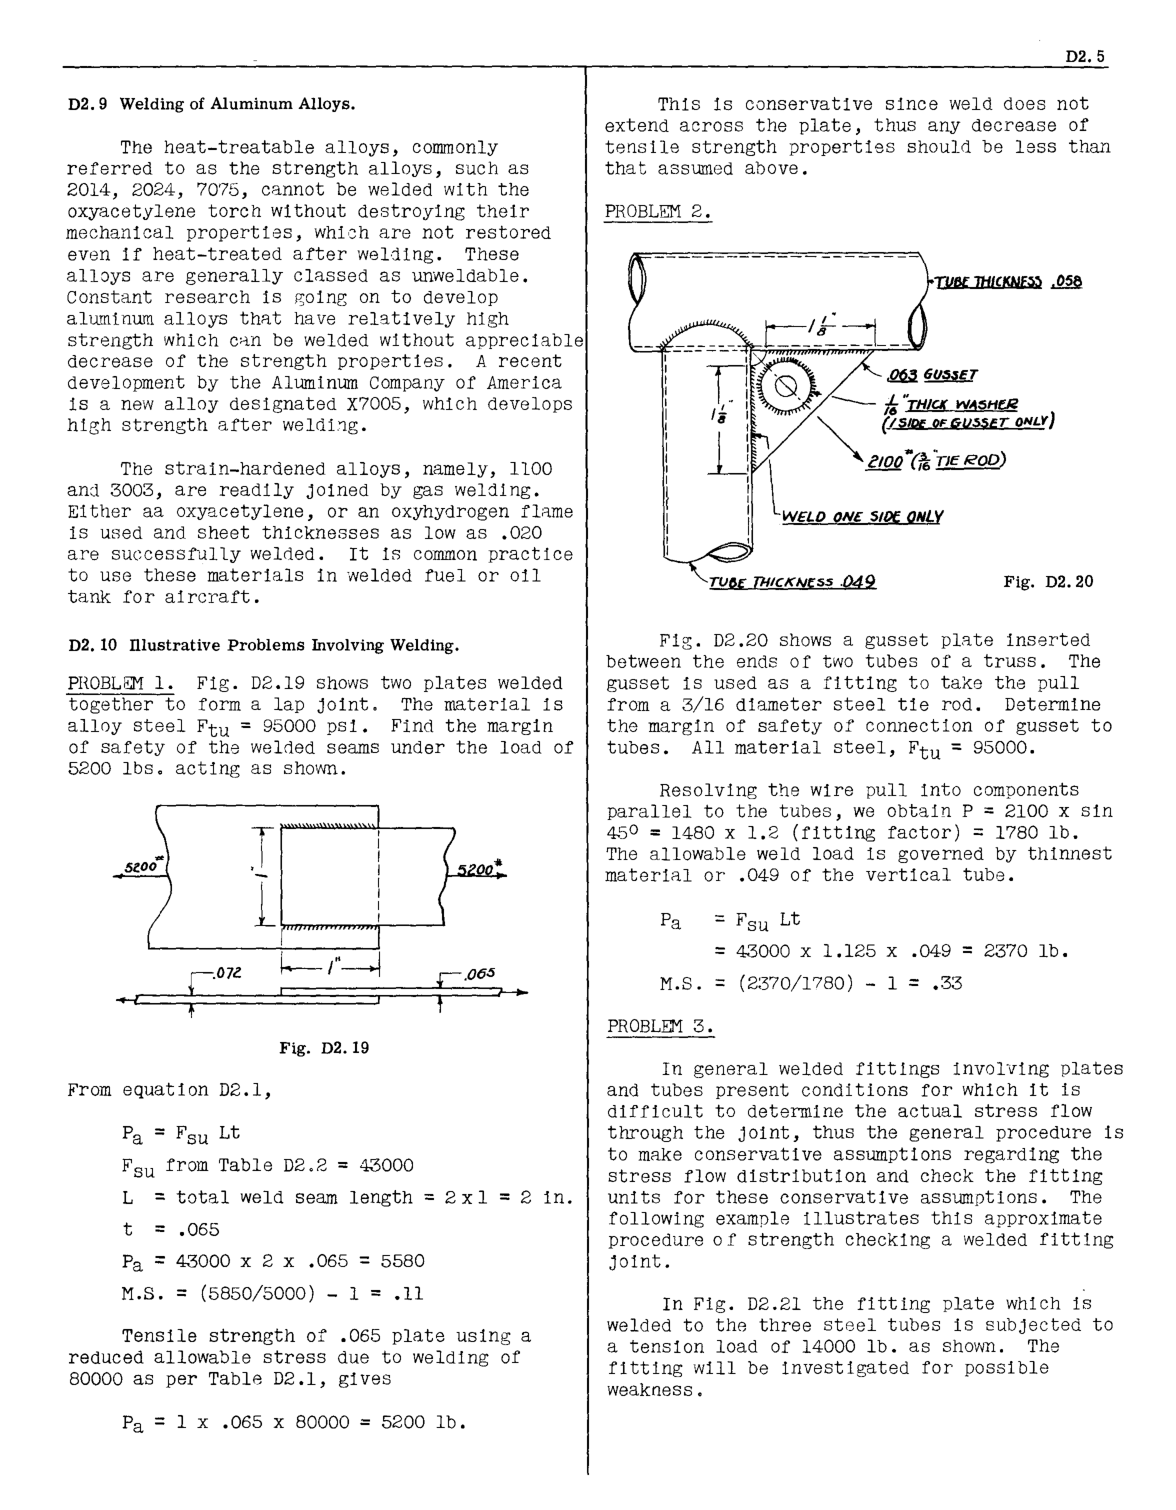 D2.5
D2.9 Welding of Aluminum Alloys.
The heat-treatable alloys, commonly
referred to as the strength alloys, such as
2014, 2024, 7075, cannot be welded with the
oxyacetylene torch without destroying their
mechanical properties, which are not restored
even if heat-treated after welding. These
alloys are generally classed as unweldable.
Constant research is going on to develop
aluminum alloys that have relatively high
strength which can be welded without appreciable
decrease of the strength properties. A recent
development by the Aluminum Company of America
is a new alloy designated X7005, which develops
high strength after welding.
The strain-hardened alloys, namely, 1100
and 3003, are readily joined by gas welding.
Either aa oxyacetylene, or an oxyhydrogen flame
is used and sheet thicknesses as low as .020
are successfully welded. It is common practice
to use these materials in welded fuel or oil
tank for aircraft.
D2.10 Illustrative Problems Involving Welding.
PROBLEM 1. Fig. D2.19 shows two plates welded
together to form a lap joint. The material is
alloy steel Ftu = 95000 psi. Find the margin
of safety of the welded seams under the load of
5200 lbs. acting as shown.
5200#
1"
5200#
.072
1"
.065
Fig. D2.19
From equation D2.1,
Pa = Fsu Lt
Fsu from Table D2.2 = 43000
L = total weld seam length = 2 x 1 = 2 in.
t = .065
Pa = 43000 x 2 x .065 = 5580
M.S. = (5850/5000) - 1 = .11
Tensile strength of .065 plate using a
reduced allowable stress due to welding of
80000 as per Table D2.1, gives
Pa = 1 x .065 x 80000 = 5200 lb.
This is conservative since weld does not
extend across the plate, thus any decrease of
tensile strength properties should be less than
that assumed above.
PROBLEM 2.
TUBE THICKNESS .058
1 1/8"
.063 GUSSET
1 1/8"
1/16" THICK WASHER
(1 SIDE OF GUSSET ONLY)
2100# (3/16" TIE ROD)
WELD ONE SIDE ONLY
TUBE THICKNESS .049
Fig. D2.20
Fig. D2.20 shows a gusset plate inserted
between the ends of two tubes of a truss. The
gusset is used as a fitting to take the pull
from a 3/16 diameter steel tie rod. Determine
the margin of safety of connection of gusset to
tubes. All material steel, Ftu = 95000.
Resolving the wire pull into components
parallel to the tubes, we obtain P = 2100 x sin
45° = 1480 x 1.2 (fitting factor) = 1780 lb.
The allowable weld load is governed by thinnest
material or .049 of the vertical tube.
Pa = Fsu Lt
= 43000 x 1.125 x .049 = 2370 lb.
M.S. = (2370/1780) - 1 = .33
PROBLEM 3.
In general welded fittings involving plates
and tubes present conditions for which it is
difficult to determine the actual stress flow
through the joint, thus the general procedure is
to make conservative assumptions regarding the
stress flow distribution and check the fitting
units for these conservative assumptions. The
following example illustrates this approximate
procedure of strength checking a welded fitting
joint.
In Fig. D2.21 the fitting plate which is
welded to the three steel tubes is subjected to
a tension load of 14000 lb. as shown. The
fitting will be investigated for possible
weakness.